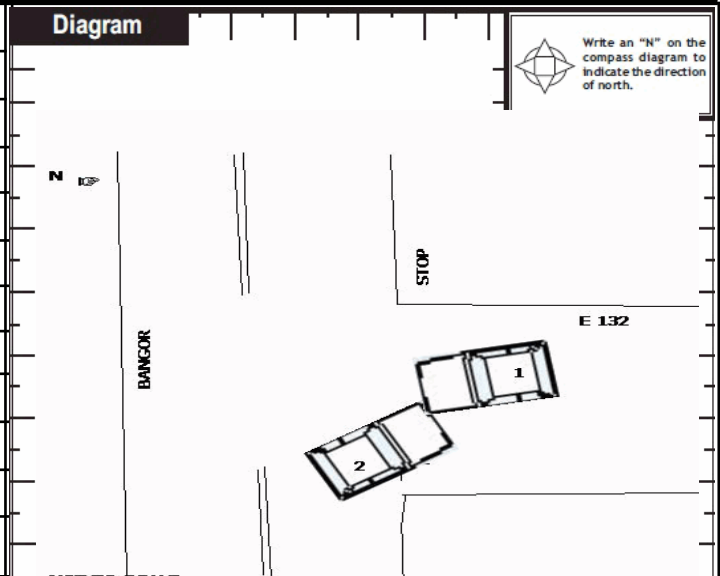 Diagram
Write an “N” on the
compass diagram to
indicate the direction
of north.
N
STOP
E 132
BANGOR
1
2